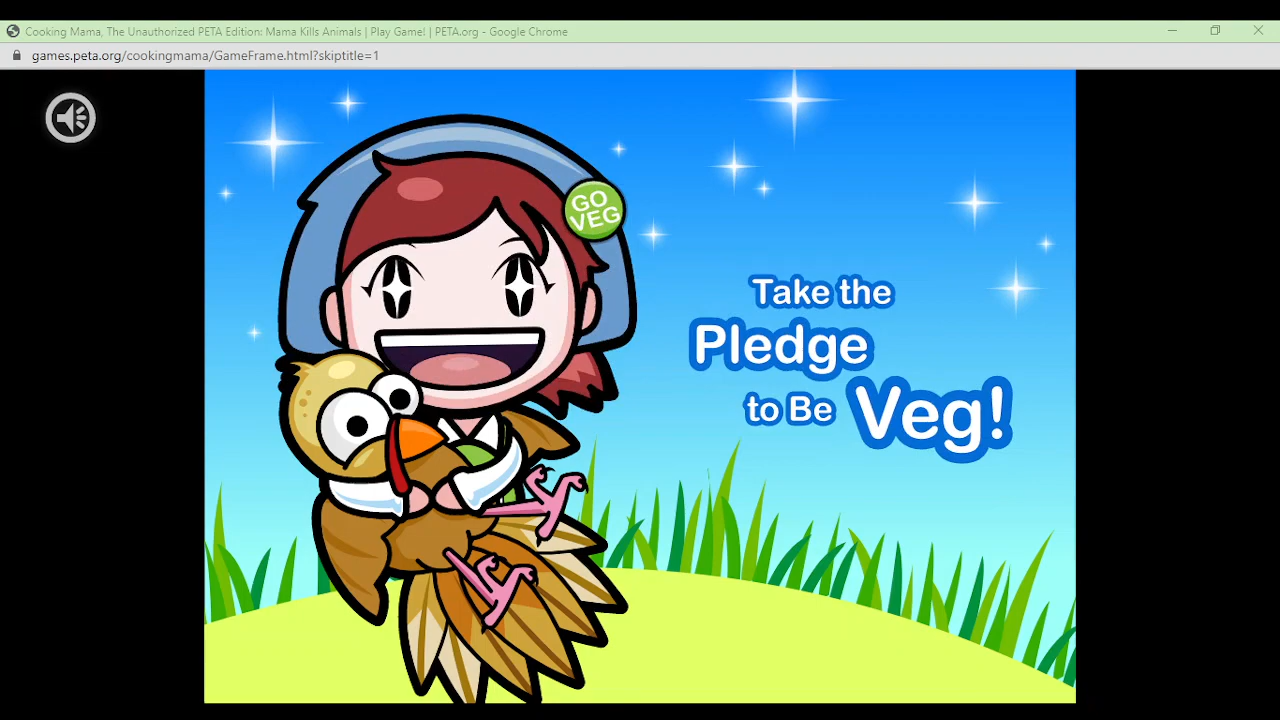 Cooking Mama, The Unauthorized PETA Edition: Mama Kills Animals | Play Game! | PETA.org - Google Chrome
games.peta.org/cookingmama/GameFrame.html?skiptitle=1
GO
VEG
Take the
Pledge
to Be Veg!